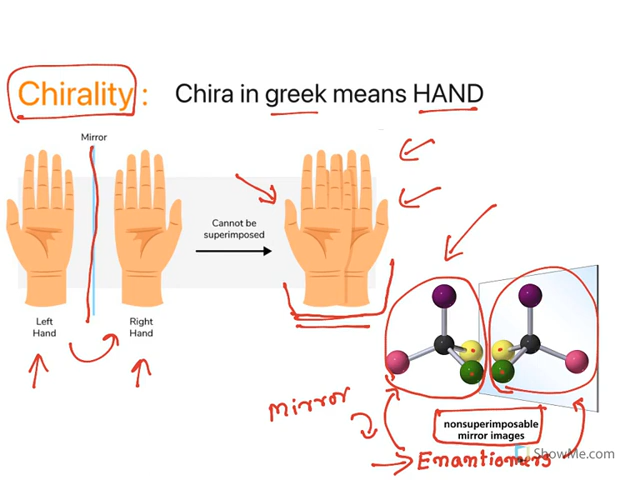 Chirality : Chira in greek means HAND
Mirror
Cannot be
superimposed
Left
Hand
Right
Hand
Mirror
nonsuperimposable
mirror images
Enantiomers
ShowMe.com